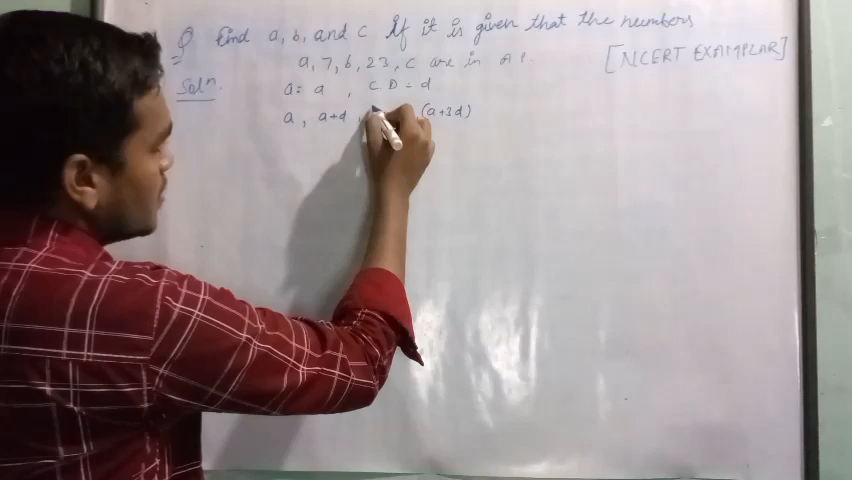 Q Find a, b, and c If it is given that the numbers
a, 7, b, 23, c are in A P. [NCERT EXAMPLAR]
Solⁿ. a = a , C D = d
a , a+d , (a+3d)